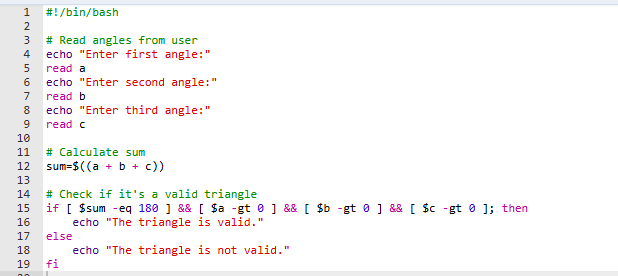 1 #!/bin/bash
2
3 # Read angles from user
4 echo "Enter first angle:"
5 read a
6 echo "Enter second angle:"
7 read b
8 echo "Enter third angle:"
9 read c
10
11 # Calculate sum
12 sum=$((a + b + c))
13
14 # Check if it's a valid triangle
15 if [ $sum -eq 180 ] && [ $a -gt 0 ] && [ $b -gt 0 ] && [ $c -gt 0 ]; then
16     echo "The triangle is valid."
17 else
18     echo "The triangle is not valid."
19 fi